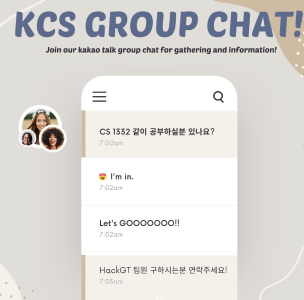 KCS GROUP CHAT!
Join our kakao talk group chat for gathering and information!
CS 1332 같이 공부하실분 있나요?
7:00am
😍 I'm in.
7:02am
Let's GOOOOOOO!!
7:02am
HackGT 팀원 구하시는분 연락주세요!
7:03am